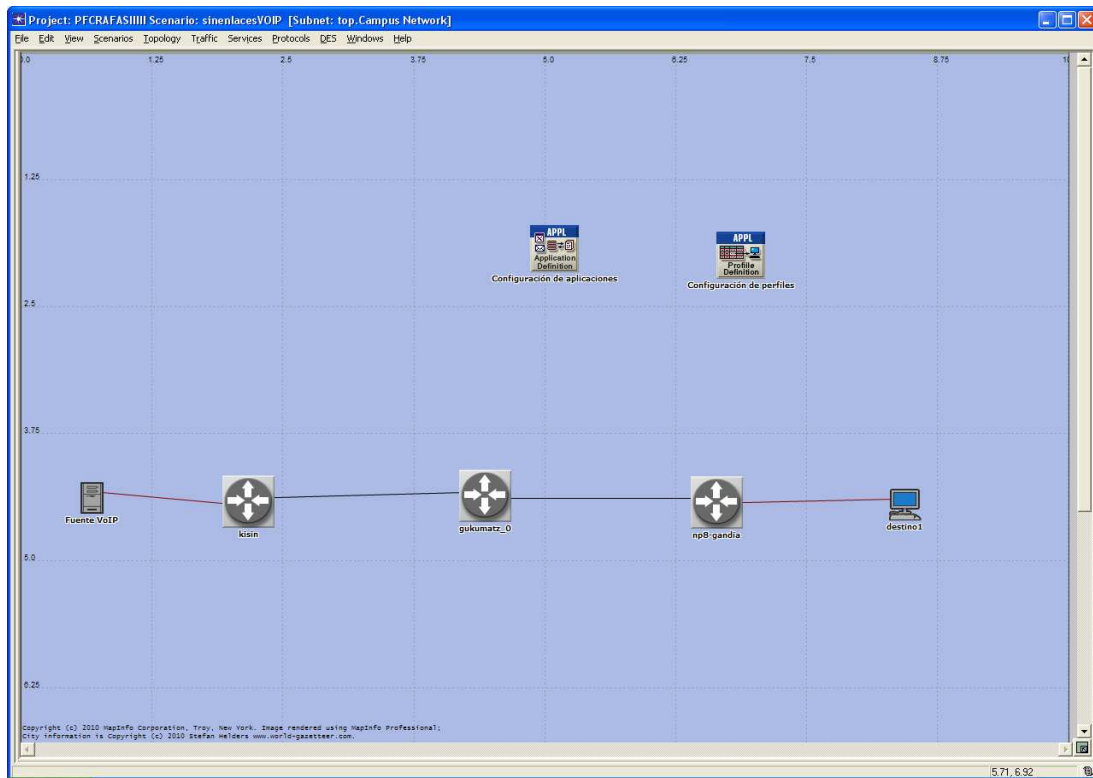 Project: PFCRAFASIIIII Scenario: sinenlacesVOIP [Subnet: top.Campus Network]
File Edit View Scenarios Topology Traffic Services Protocols DES Windows Help
0.0 1.25 2.5 3.75 5.0 6.25 7.5 8.75 10
1.25
APPL
Application
Definition
Configuración de aplicaciones
APPL
Profile
Definition
Configuración de perfiles
2.5
3.75
Fuente VoIP
kisin
gukumatz_0
np8-gandia
destino1
5.0
6.25
Copyright (c) 2010 MapInfo Corporation, Troy, New York. Image rendered using MapInfo Professional;
City information is Copyright (c) 2010 Stefan Helders www.world-gazetteer.com.
5.71, 6.92